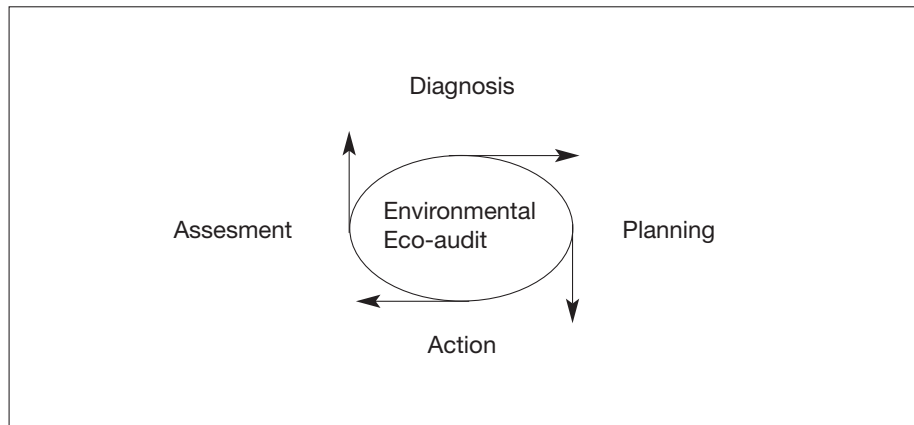 Diagnosis
Assesment
Environmental
Eco-audit
Planning
Action